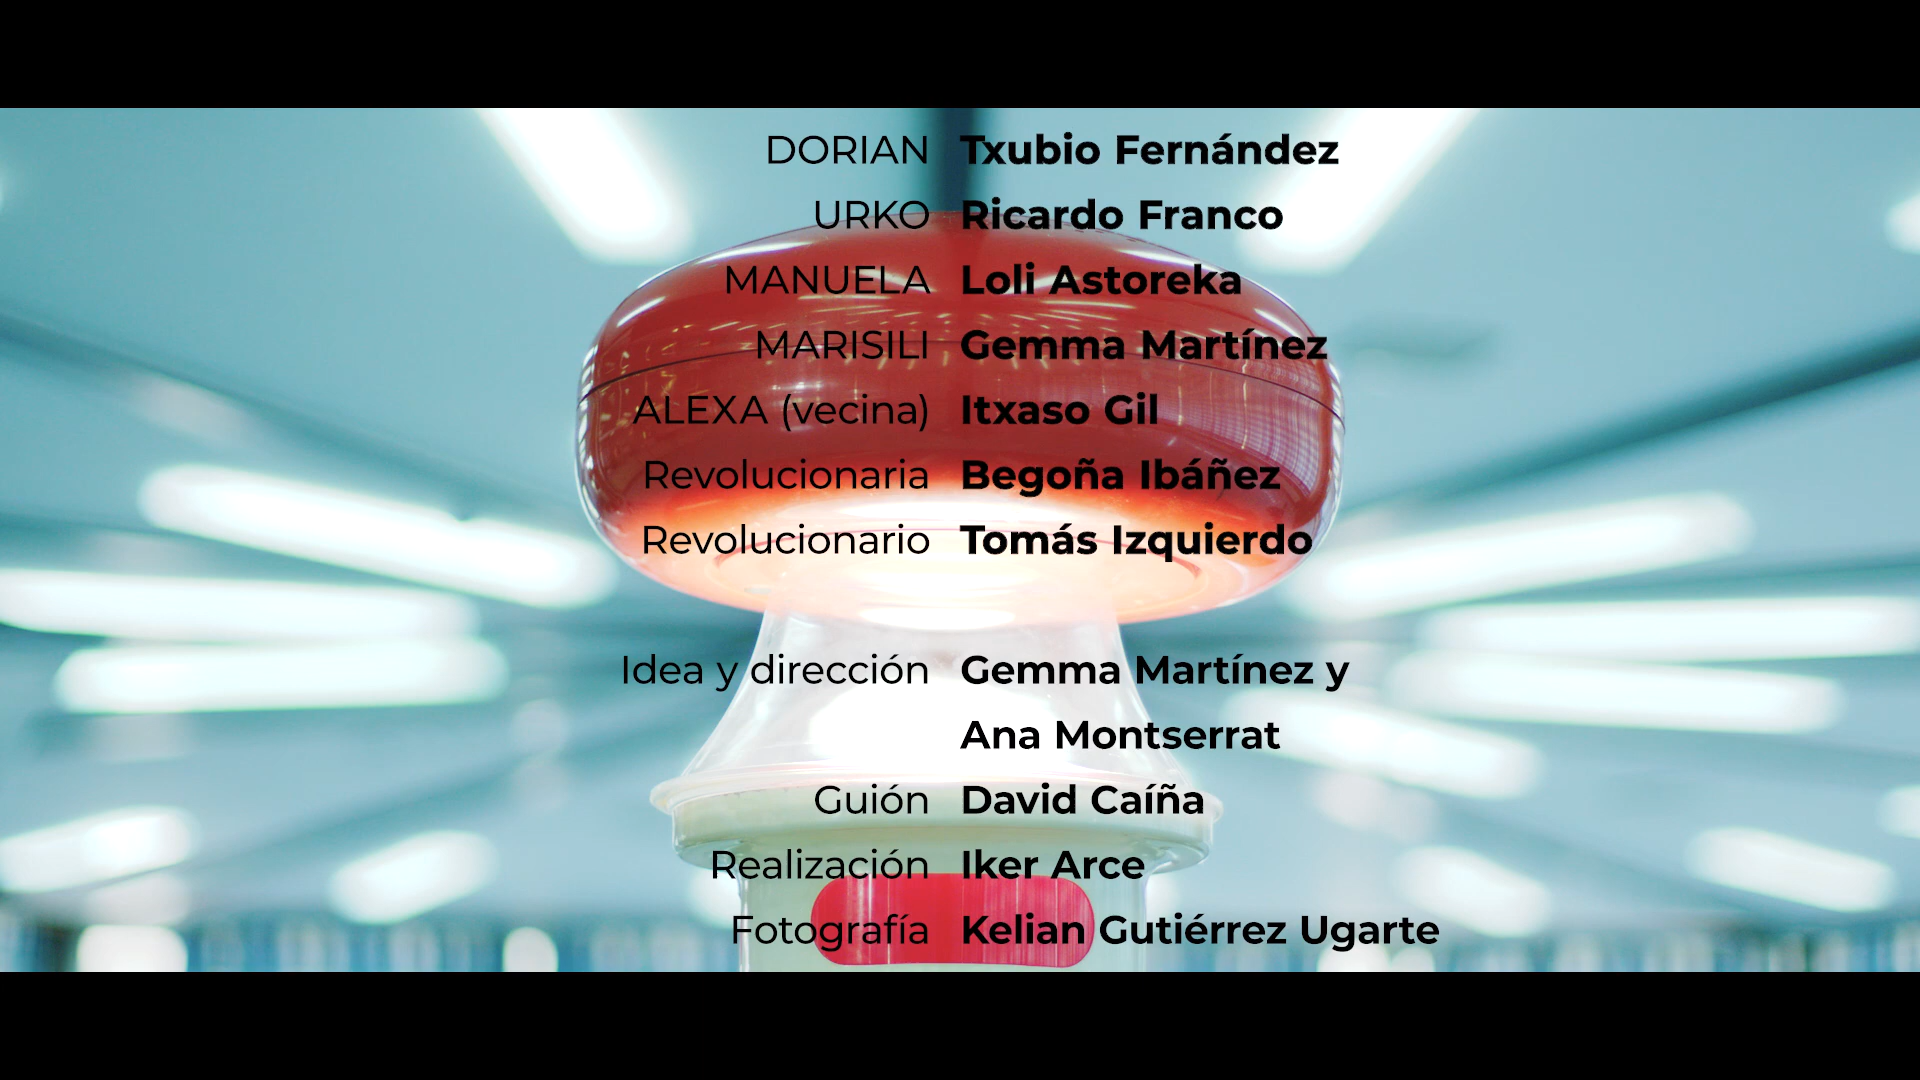 DORIAN Txubio Fernández
URKO Ricardo Franco
MANUELA Loli Astoreka
MARISILI Gemma Martínez
ALEXA (vecina) Itxaso Gil
Revolucionaria Begoña Ibáñez
Revolucionario Tomás Izquierdo
Idea y dirección Gemma Martínez y
Ana Montserrat
Guión David Caíña
Realización Iker Arce
Fotografía Kelian Gutiérrez Ugarte